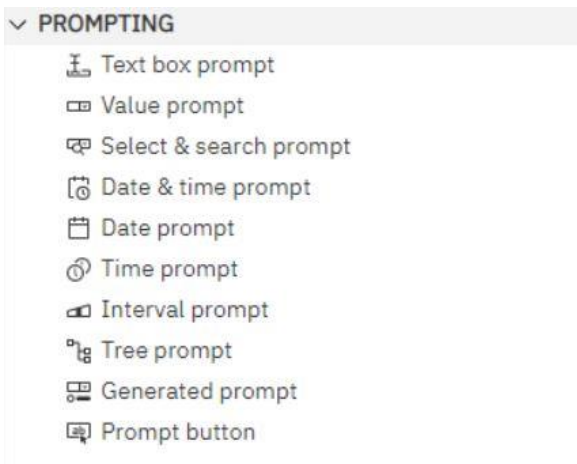 PROMPTING
Text box prompt
Value prompt
Select & search prompt
Date & time prompt
Date prompt
Time prompt
Interval prompt
Tree prompt
Generated prompt
Prompt button